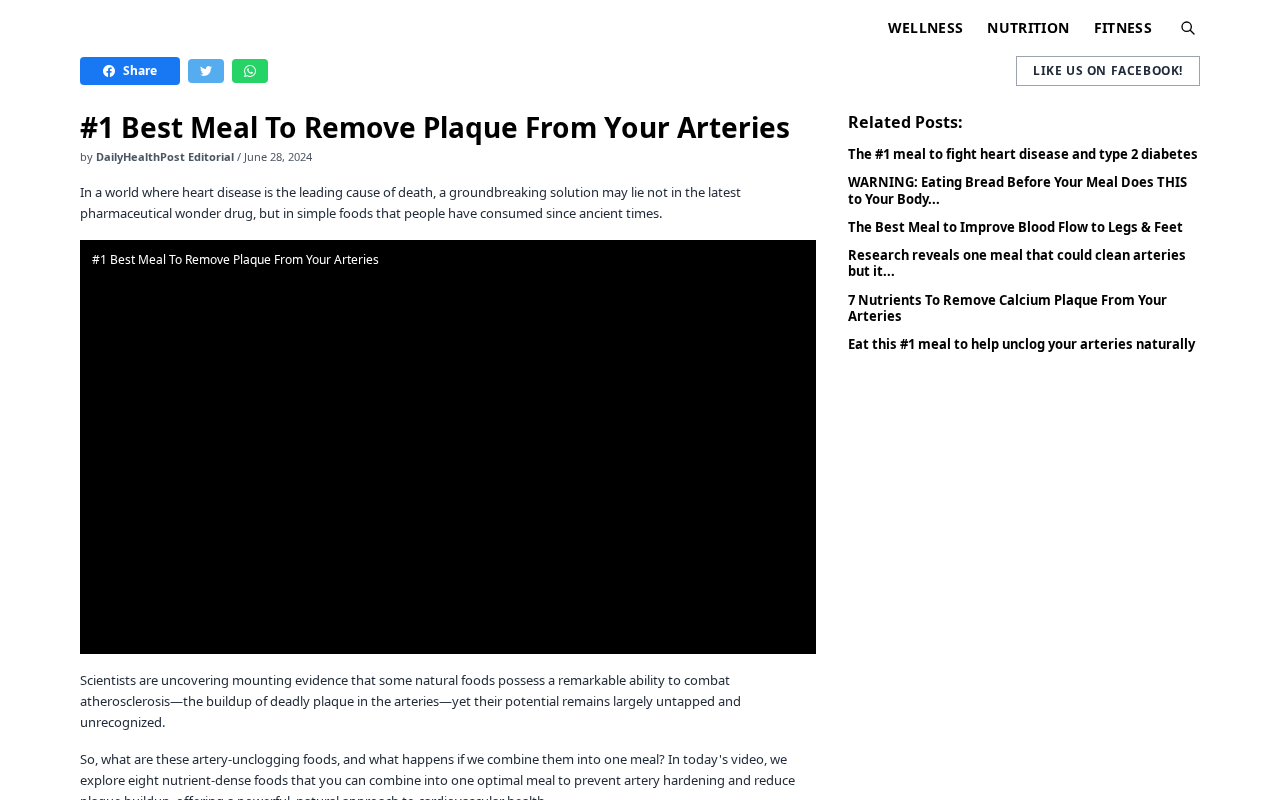 WELLNESS NUTRITION FITNESS
Share
LIKE US ON FACEBOOK!
#1 Best Meal To Remove Plaque From Your Arteries
by DailyHealthPost Editorial / June 28, 2024
In a world where heart disease is the leading cause of death, a groundbreaking solution may lie not in the latest
pharmaceutical wonder drug, but in simple foods that people have consumed since ancient times.
#1 Best Meal To Remove Plaque From Your Arteries
Scientists are uncovering mounting evidence that some natural foods possess a remarkable ability to combat
atherosclerosis—the buildup of deadly plaque in the arteries—yet their potential remains largely untapped and
unrecognized.
So, what are these artery-unclogging foods, and what happens if we combine them into one meal? In today's video, we
explore eight nutrient-dense foods that you can combine into one optimal meal to prevent artery hardening and reduce
plaque buildup, offering a powerful, natural approach to cardiovascular health.
Related Posts:
The #1 meal to fight heart disease and type 2 diabetes
WARNING: Eating Bread Before Your Meal Does THIS
to Your Body...
The Best Meal to Improve Blood Flow to Legs & Feet
Research reveals one meal that could clean arteries
but it...
7 Nutrients To Remove Calcium Plaque From Your
Arteries
Eat this #1 meal to help unclog your arteries naturally